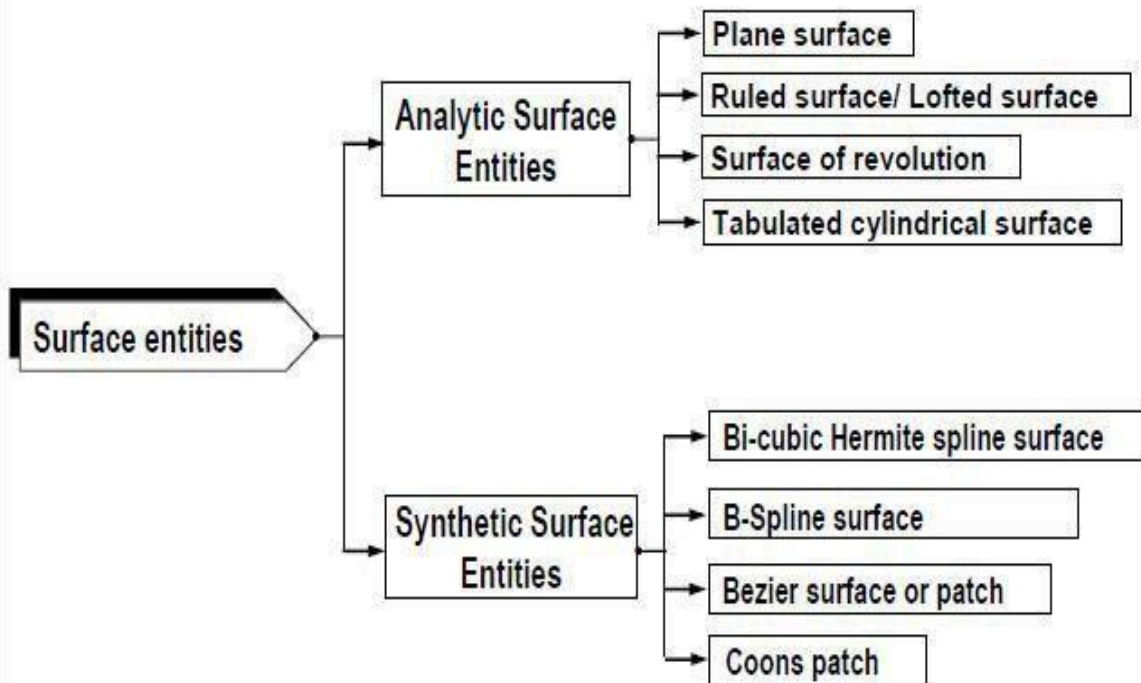 Surface entities
Analytic Surface
Entities
Plane surface
Ruled surface/ Lofted surface
Surface of revolution
Tabulated cylindrical surface
Synthetic Surface
Entities
Bi-cubic Hermite spline surface
B-Spline surface
Bezier surface or patch
Coons patch